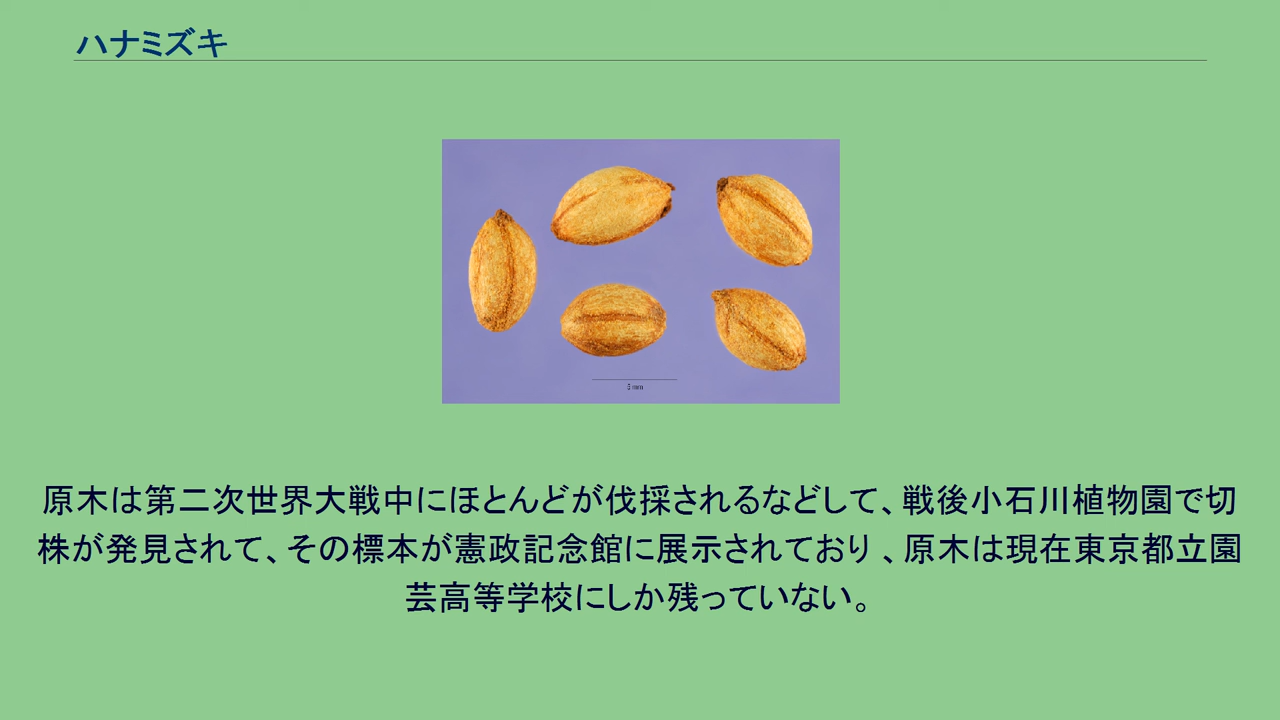 ハナミズキ
5 mm
原木は第二次世界大戦中にほとんどが伐採されるなどして、戦後小石川植物園で切
株が発見されて、その標本が憲政記念館に展示されており 、原木は現在東京都立園
芸高等学校にしか残っていない。